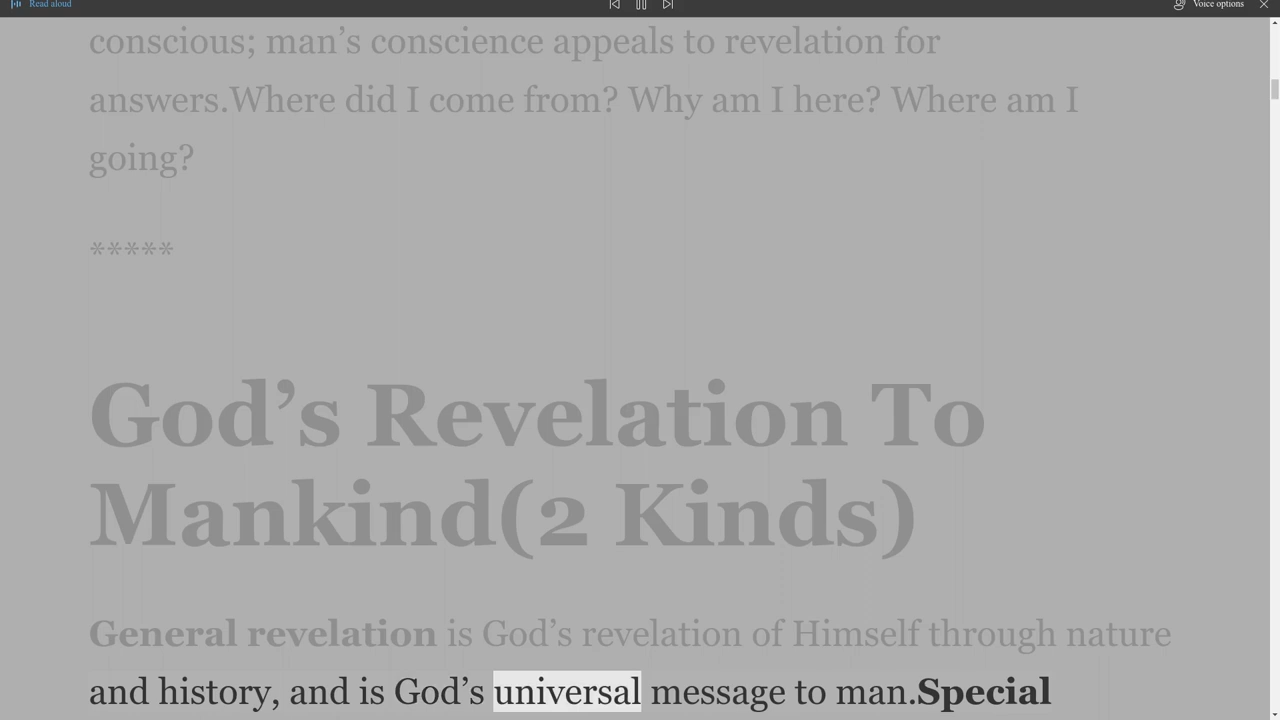 Read aloud
Voice options
conscious; man’s conscience appeals to revelation for
answers.Where did I come from? Why am I here? Where am I
going?
*****
God’s Revelation To
Mankind(2 Kinds)
General revelation is God’s revelation of Himself through nature
and history, and is God’s universal message to man.Special